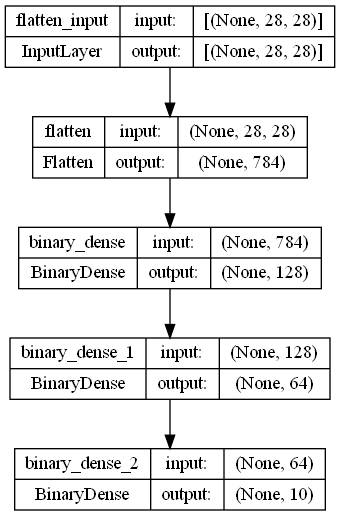 flatten_input input: [(None, 28, 28)]
InputLayer output: [(None, 28, 28)]
flatten input: (None, 28, 28)
Flatten output: (None, 784)
binary_dense input: (None, 784)
BinaryDense output: (None, 128)
binary_dense_1 input: (None, 128)
BinaryDense output: (None, 64)
binary_dense_2 input: (None, 64)
BinaryDense output: (None, 10)